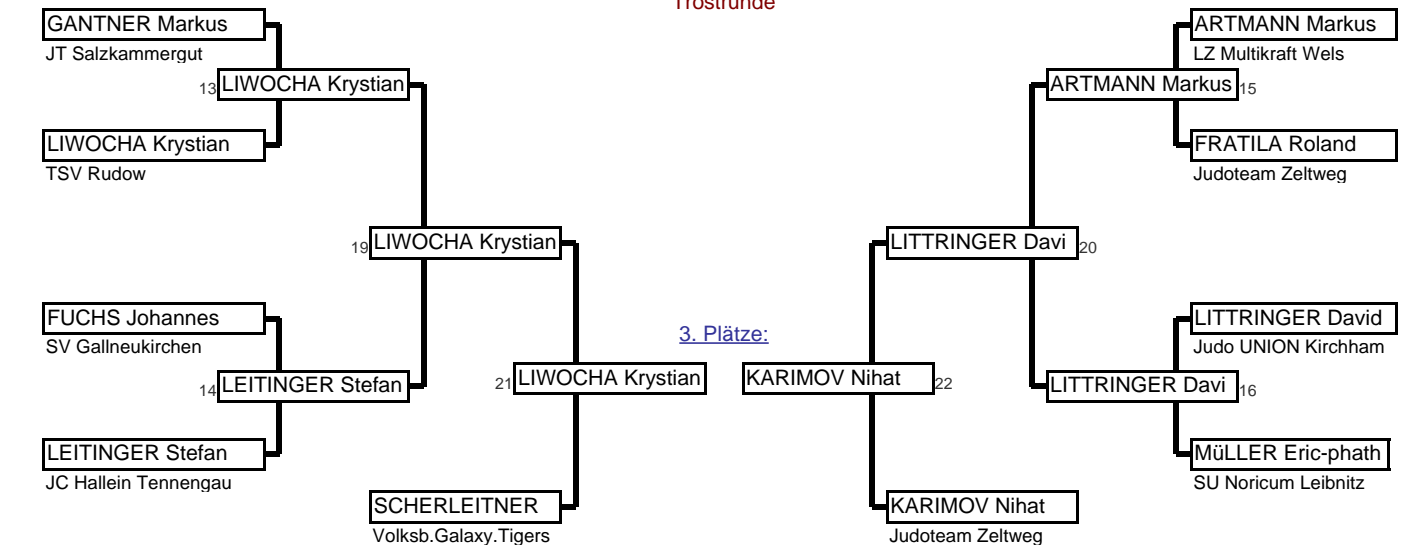 Trostrunde
GANTNER Markus
JT Salzkammergut
13 LIWOCHA Krystian
LIWOCHA Krystian
TSV Rudow
19 LIWOCHA Krystian
FUCHS Johannes
SV Gallneukirchen
14 LEITINGER Stefan
LEITINGER Stefan
JC Hallein Tennengau
21 LIWOCHA Krystian
SCHERLEITNER
Volksb.Galaxy.Tigers
3. Plätze:
ARTMANN Markus
LZ Multikraft Wels
ARTMANN Markus 15
FRATILA Roland
Judoteam Zeltweg
LITTRINGER Davi 20
LITTRINGER David
Judo UNION Kirchham
LITTRINGER Davi 16
MüLLER Eric-phath
SU Noricum Leibnitz
KARIMOV Nihat 22
KARIMOV Nihat
Judoteam Zeltweg